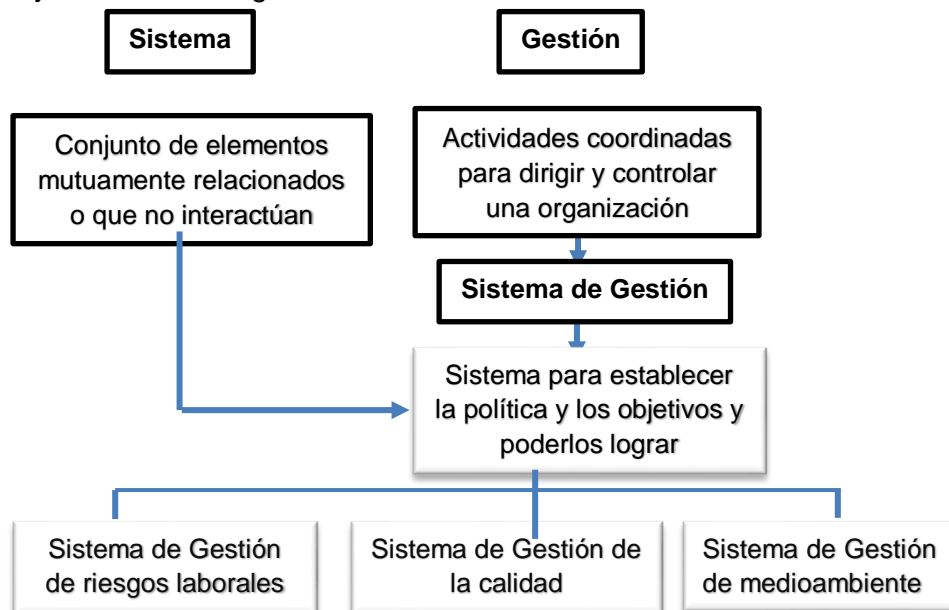 Sistema
Gestión
Conjunto de elementos
mutuamente relacionados
o que no interactúan
Actividades coordinadas
para dirigir y controlar
una organización
Sistema de Gestión
Sistema para establecer
la política y los objetivos y
poderlos lograr
Sistema de Gestión
de riesgos laborales
Sistema de Gestión de
la calidad
Sistema de Gestión
de medioambiente